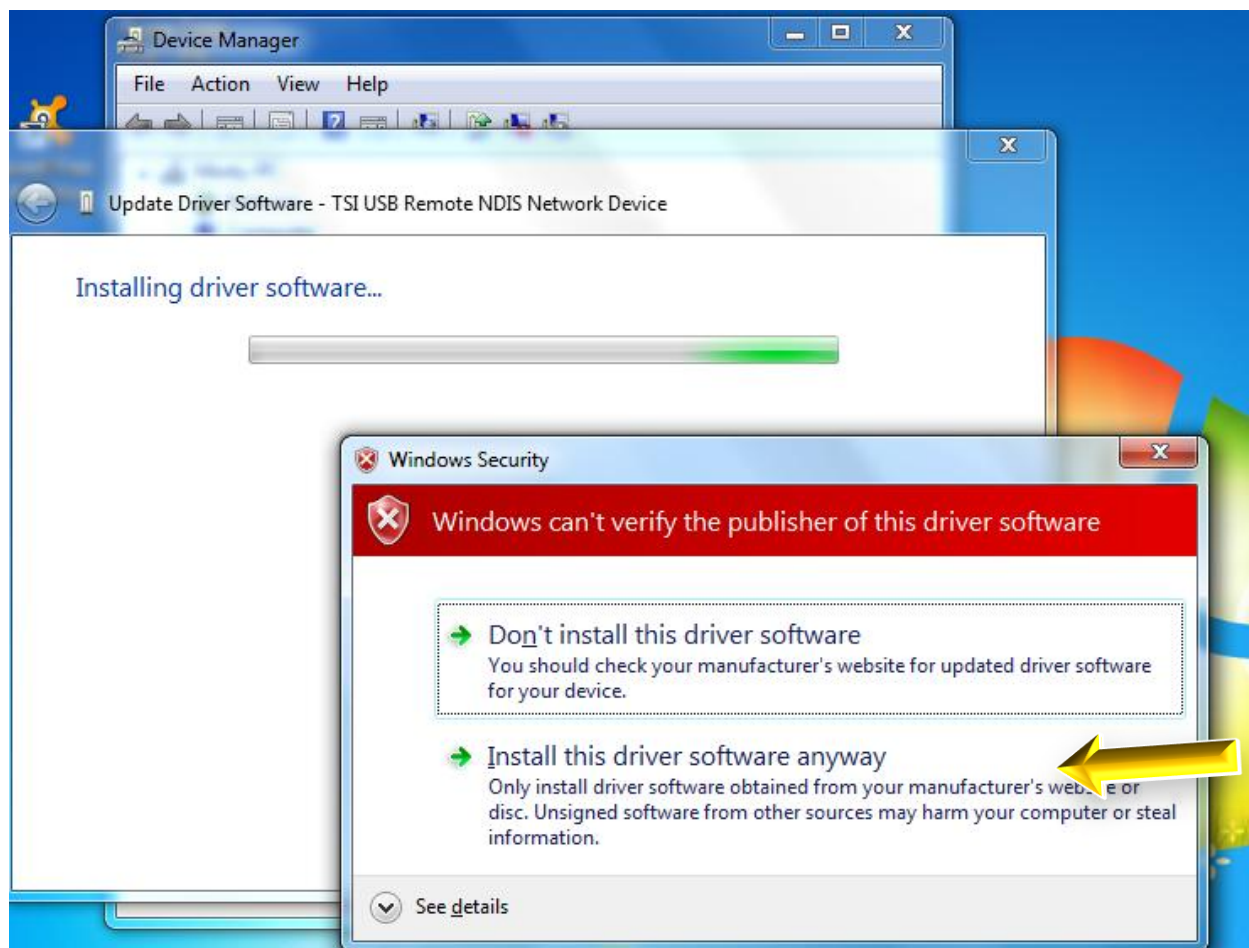 Device Manager
File Action View Help
Update Driver Software - TSI USB Remote NDIS Network Device
Installing driver software...
Windows Security
Windows can't verify the publisher of this driver software
Don't install this driver software
You should check your manufacturer's website for updated driver software
for your device.
Install this driver software anyway
Only install driver software obtained from your manufacturer's website or
disc. Unsigned software from other sources may harm your computer or steal
information.
See details